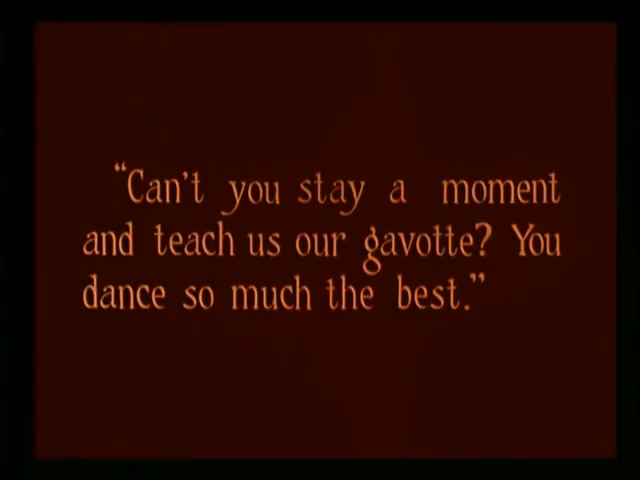 “Can't you stay a moment
and teach us our gavotte? You
dance so much the best.”